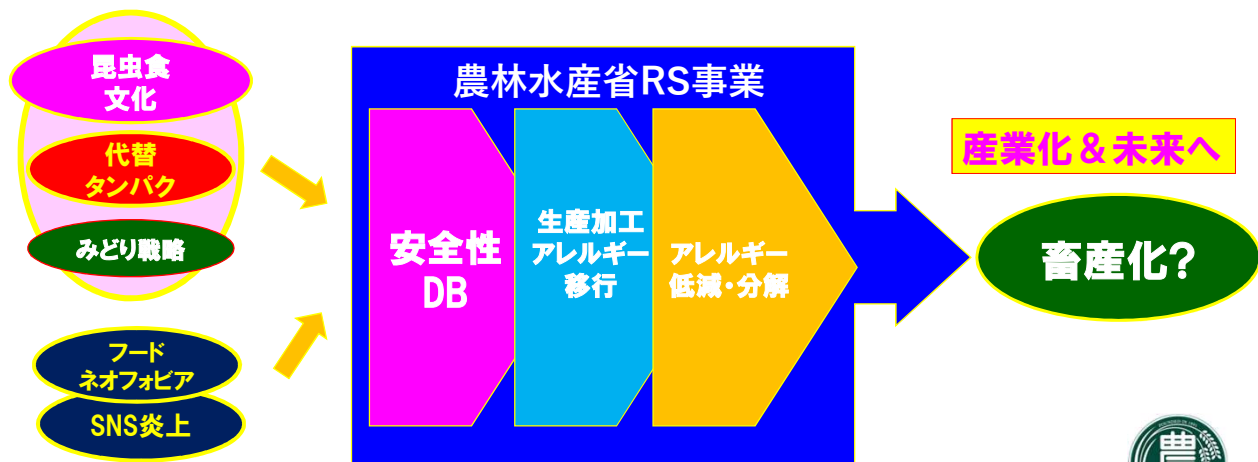 昆虫食
文化
代替
タンパク
みどり戦略
フード
ネオフォビア
SNS炎上
農林水産省RS事業
安全性
DB
生産加工
アレルギー
移行
アレルギー
低減・分解
産業化＆未来へ
畜産化?
農